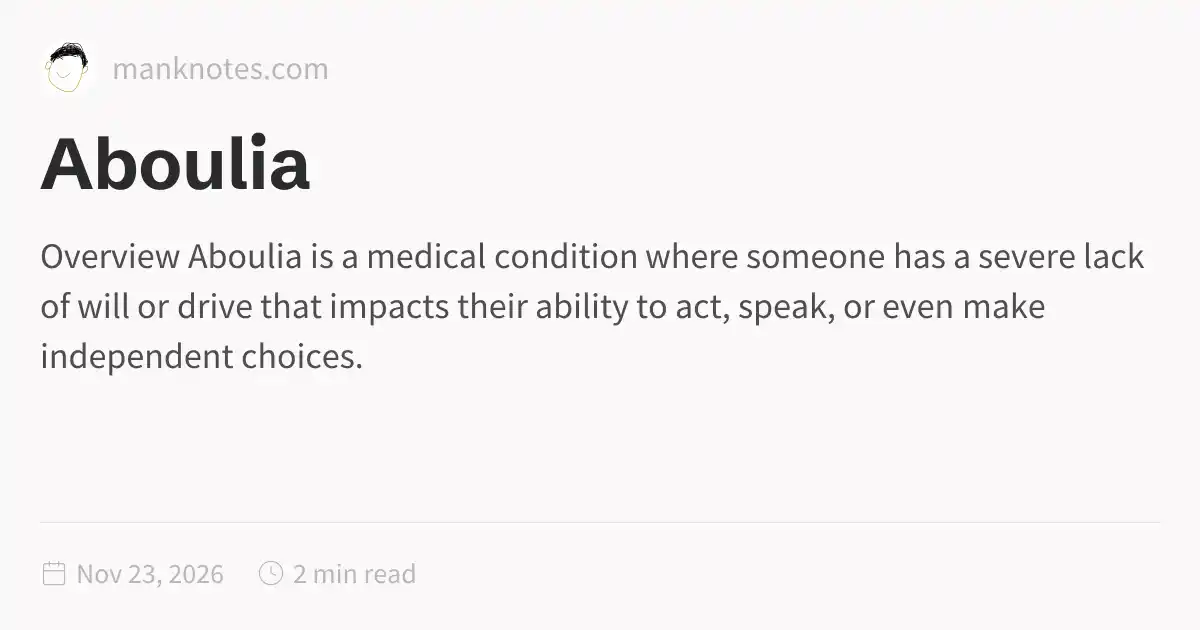 manknotes.com
Aboulia
Overview Aboulia is a medical condition where someone has a severe lack
of will or drive that impacts their ability to act, speak, or even make
independent choices.
Nov 23, 2026 2 min read